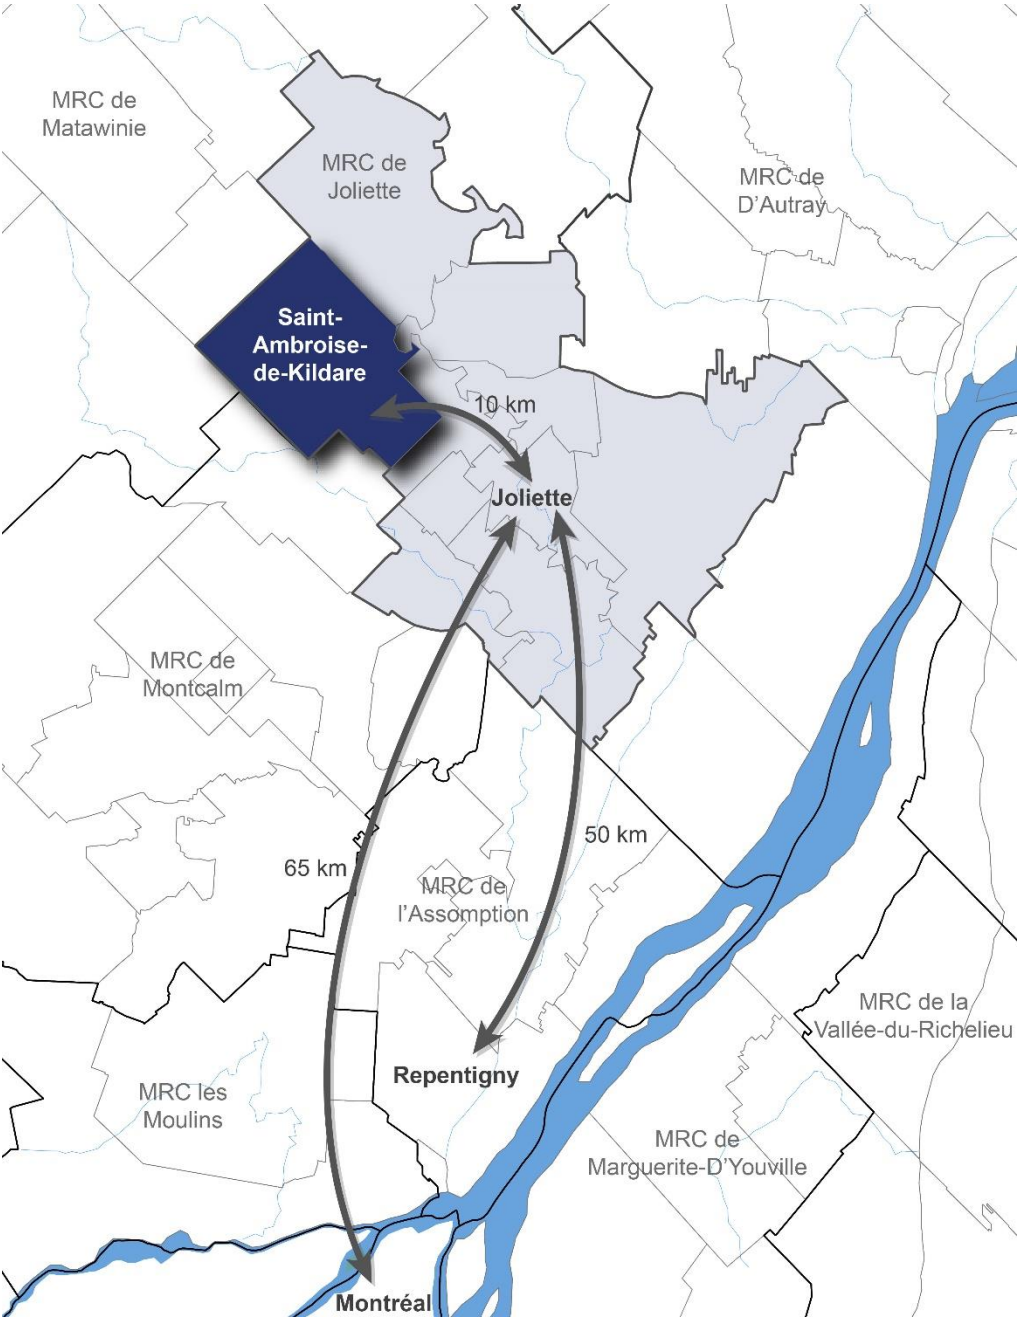 MRC de
Matawinie
MRC de
Joliette
MRC de
D'Autray
Saint-
Ambroise-
de-Kildare
10 km
Joliette
MRC de
Montcalm
50 km
65 km
MRC de
l'Assomption
MRC de la
Vallée-du-Richelieu
Repentigny
MRC les
Moulins
MRC de
Marguerite-D'Youville
Montréal